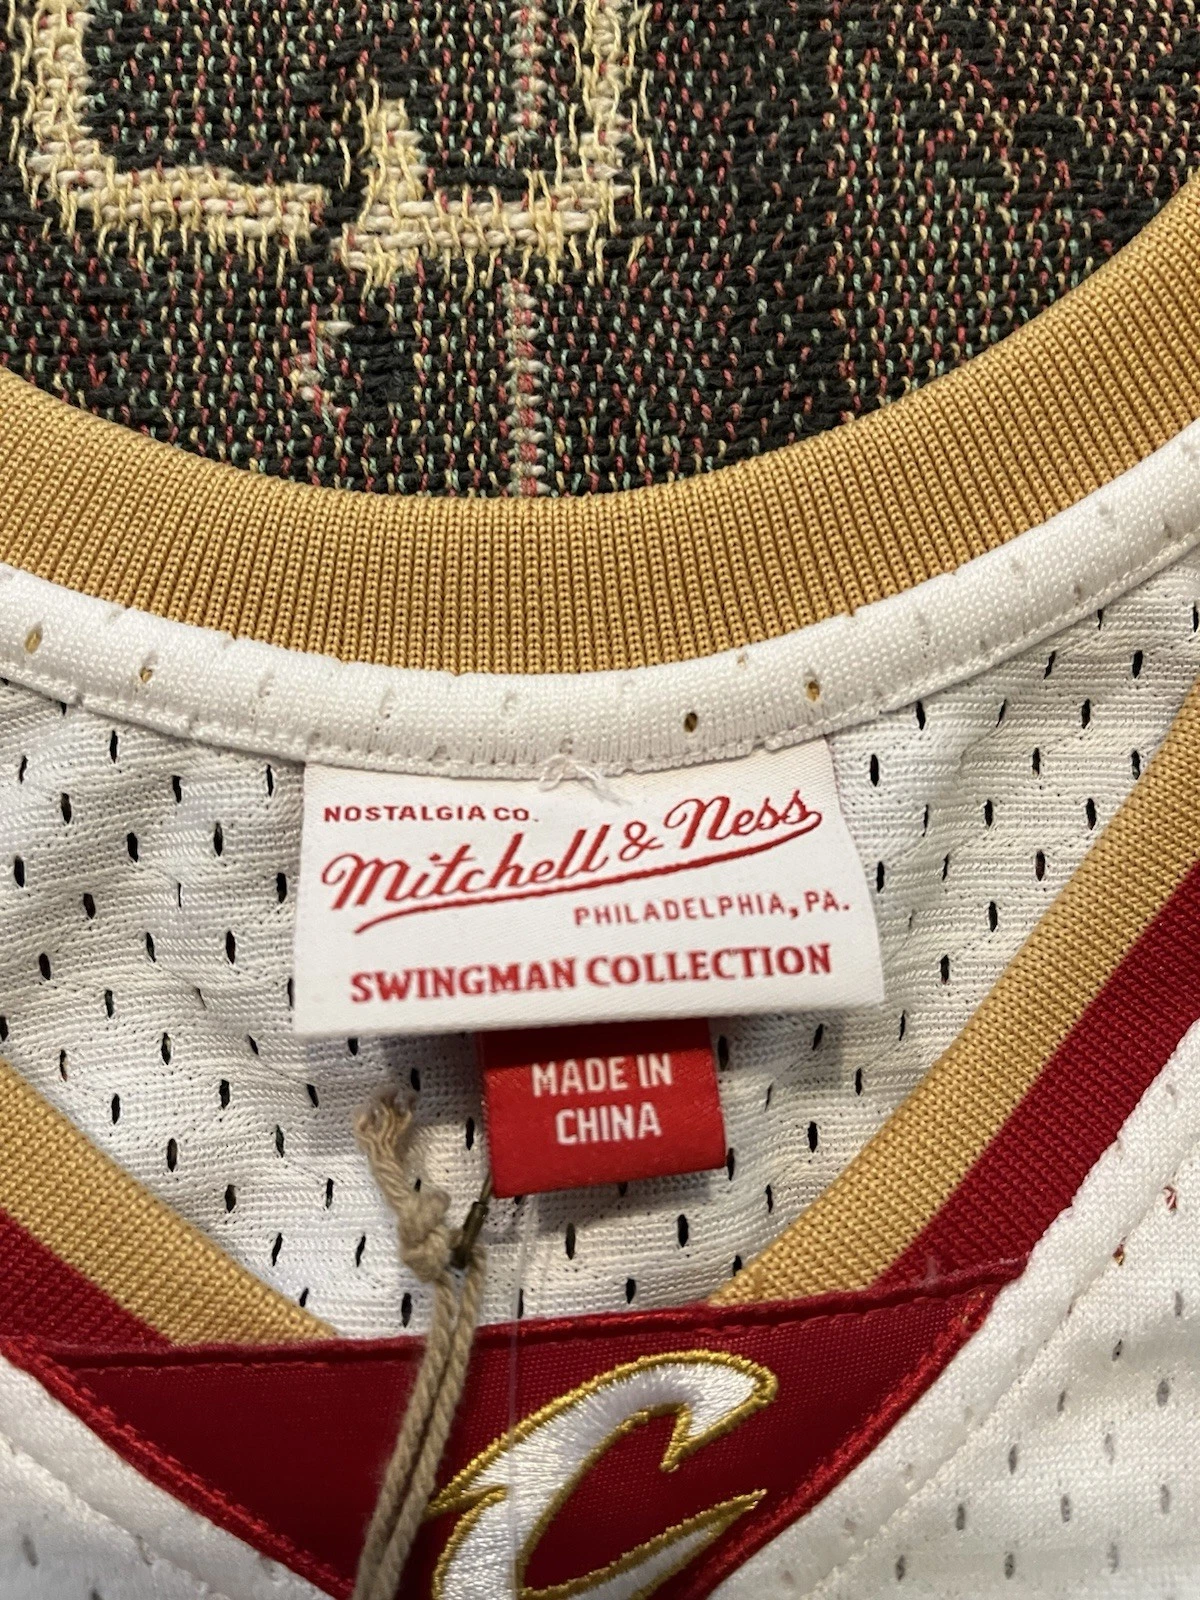 NOSTALGIA CO.
Mitchell & Ness
PHILADELPHIA, PA.
SWINGMAN COLLECTION
MADE IN
CHINA
C